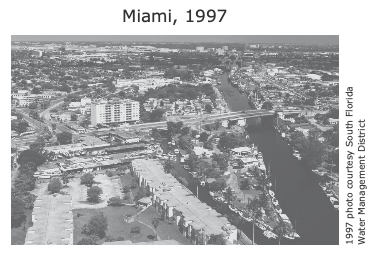 Miami, 1997
1997 photo courtesy South Florida
Water Management District